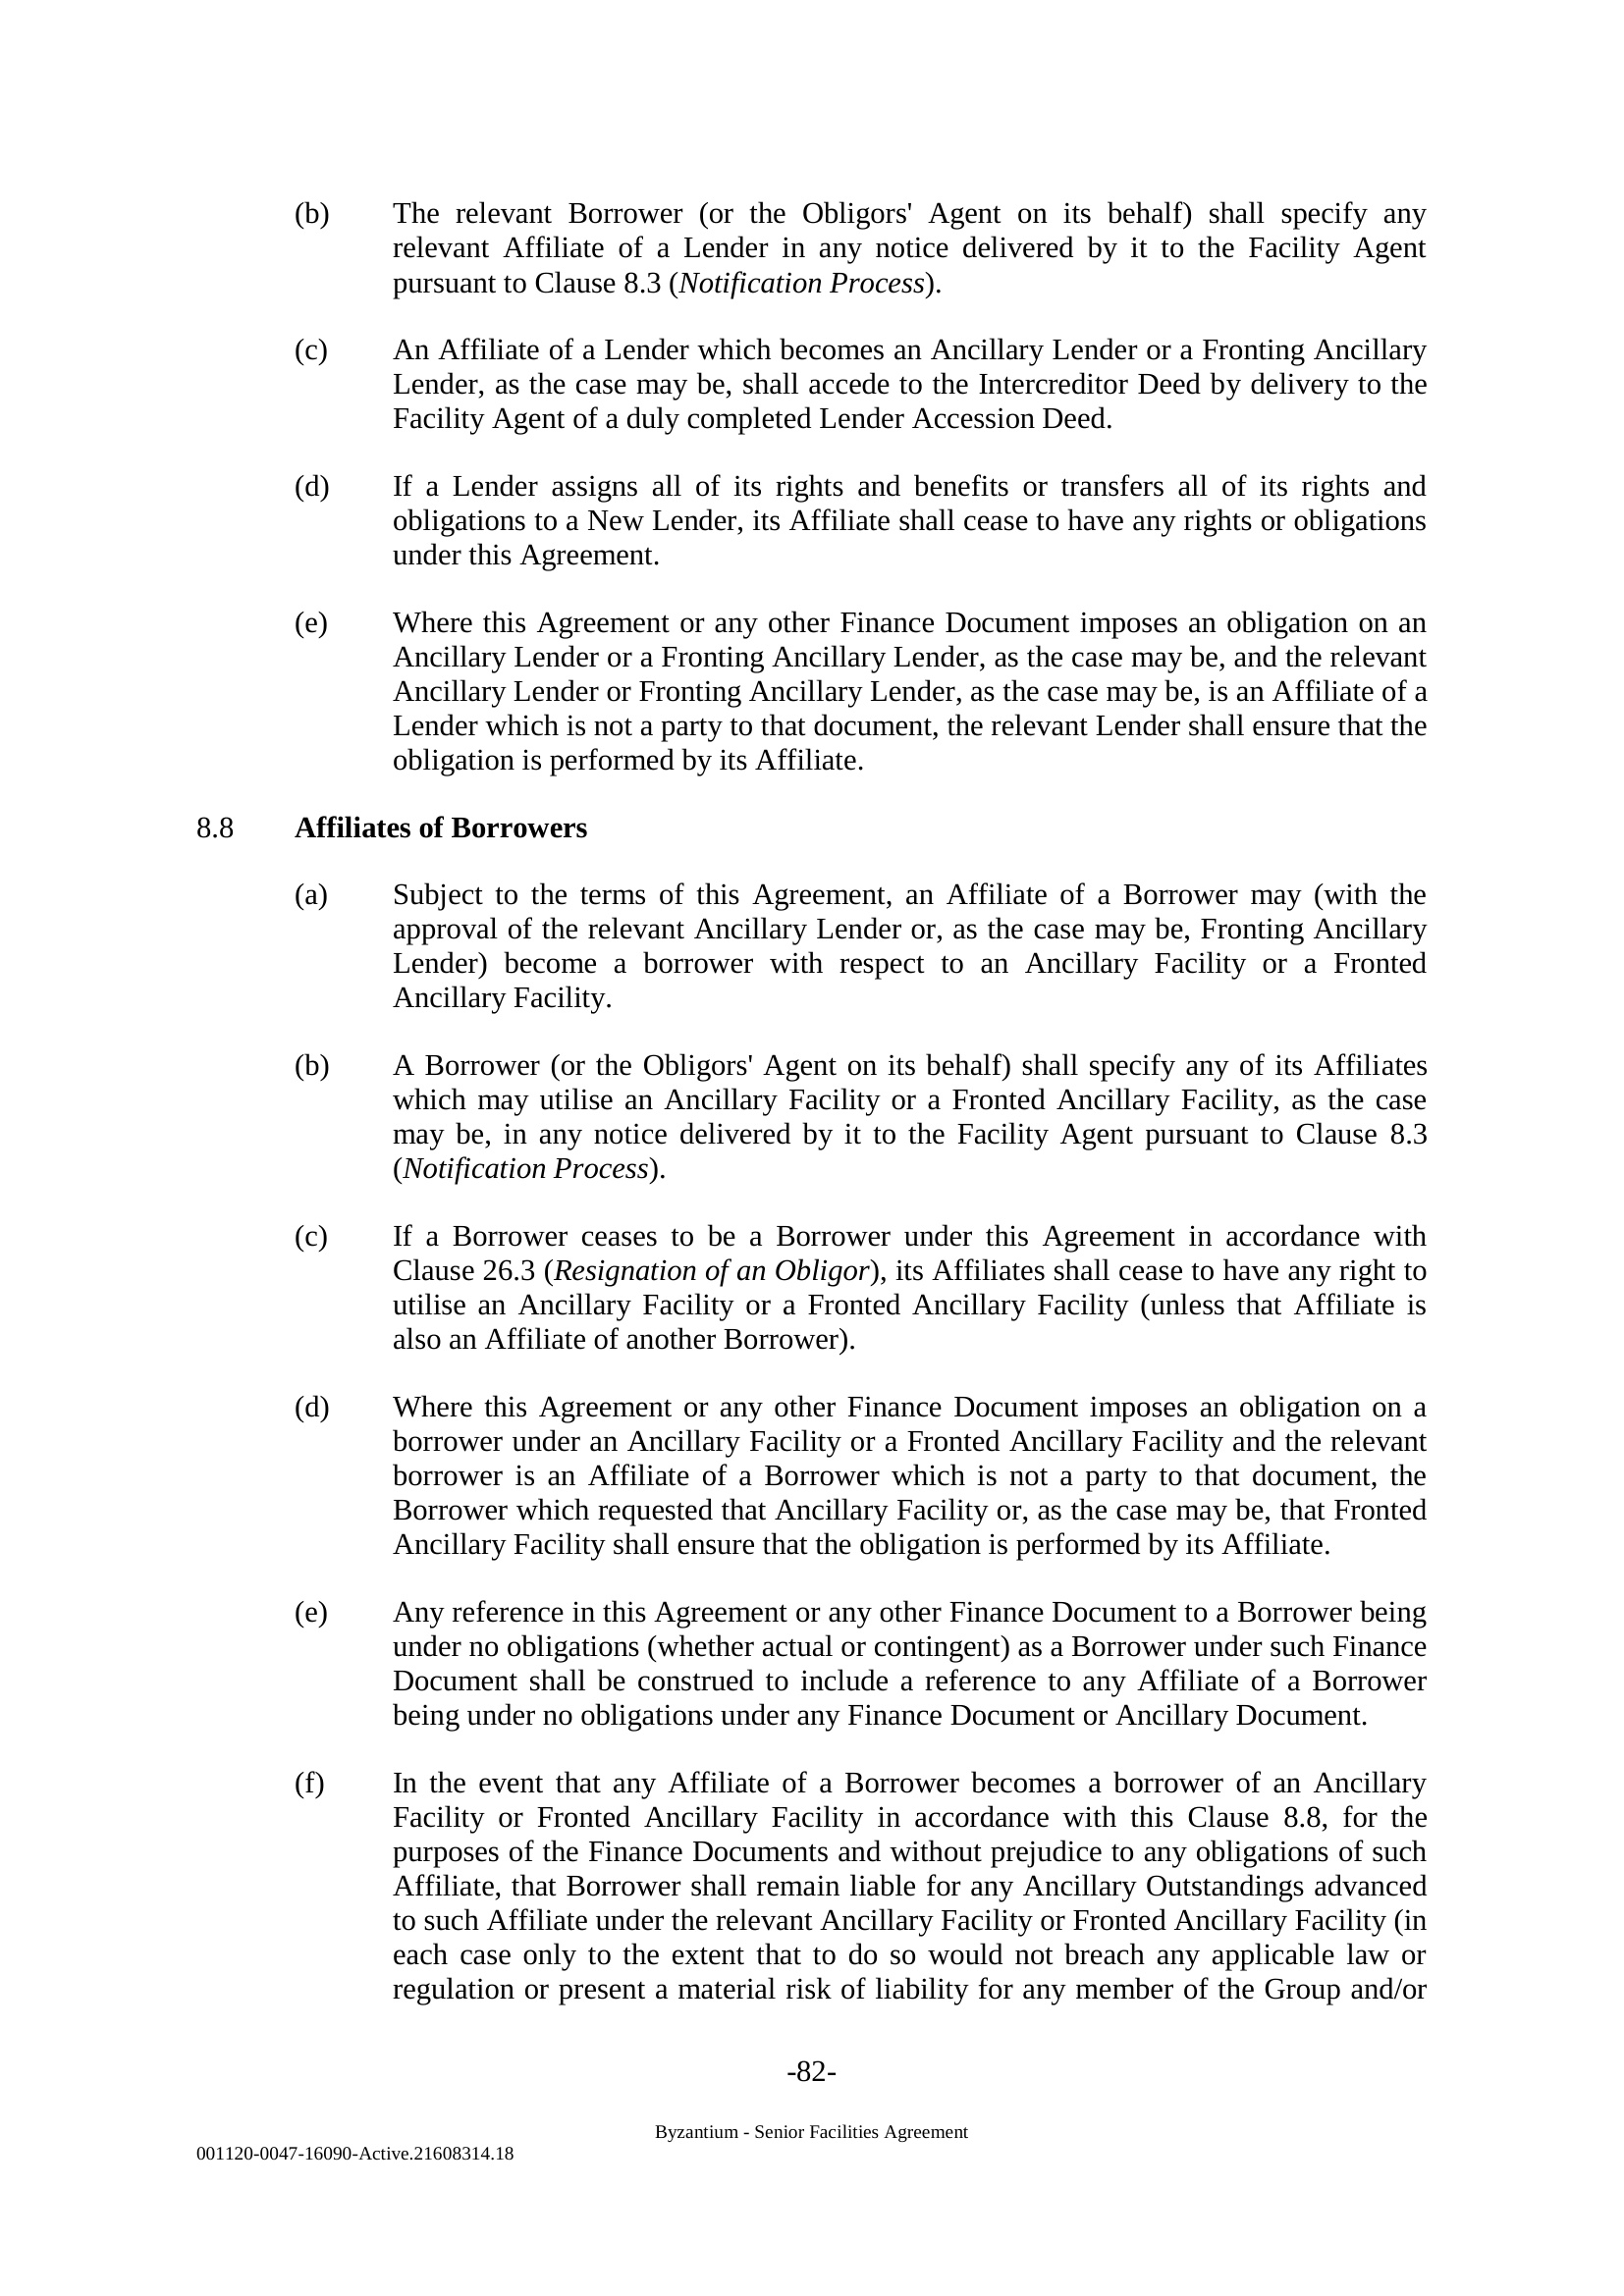 (b) The relevant Borrower (or the Obligors' Agent on its behalf) shall specify any
relevant Affiliate of a Lender in any notice delivered by it to the Facility Agent
pursuant to Clause 8.3 (Notification Process).
(c) An Affiliate of a Lender which becomes an Ancillary Lender or a Fronting Ancillary
Lender, as the case may be, shall accede to the Intercreditor Deed by delivery to the
Facility Agent of a duly completed Lender Accession Deed.
(d) If a Lender assigns all of its rights and benefits or transfers all of its rights and
obligations to a New Lender, its Affiliate shall cease to have any rights or obligations
under this Agreement.
(e) Where this Agreement or any other Finance Document imposes an obligation on an
Ancillary Lender or a Fronting Ancillary Lender, as the case may be, and the relevant
Ancillary Lender or Fronting Ancillary Lender, as the case may be, is an Affiliate of a
Lender which is not a party to that document, the relevant Lender shall ensure that the
obligation is performed by its Affiliate.
8.8 Affiliates of Borrowers
(a) Subject to the terms of this Agreement, an Affiliate of a Borrower may (with the
approval of the relevant Ancillary Lender or, as the case may be, Fronting Ancillary
Lender) become a borrower with respect to an Ancillary Facility or a Fronted
Ancillary Facility.
(b) A Borrower (or the Obligors' Agent on its behalf) shall specify any of its Affiliates
which may utilise an Ancillary Facility or a Fronted Ancillary Facility, as the case
may be, in any notice delivered by it to the Facility Agent pursuant to Clause 8.3
(Notification Process).
(c) If a Borrower ceases to be a Borrower under this Agreement in accordance with
Clause 26.3 (Resignation of an Obligor), its Affiliates shall cease to have any right to
utilise an Ancillary Facility or a Fronted Ancillary Facility (unless that Affiliate is
also an Affiliate of another Borrower).
(d) Where this Agreement or any other Finance Document imposes an obligation on a
borrower under an Ancillary Facility or a Fronted Ancillary Facility and the relevant
borrower is an Affiliate of a Borrower which is not a party to that document, the
Borrower which requested that Ancillary Facility or, as the case may be, that Fronted
Ancillary Facility shall ensure that the obligation is performed by its Affiliate.
(e) Any reference in this Agreement or any other Finance Document to a Borrower being
under no obligations (whether actual or contingent) as a Borrower under such Finance
Document shall be construed to include a reference to any Affiliate of a Borrower
being under no obligations under any Finance Document or Ancillary Document.
(f) In the event that any Affiliate of a Borrower becomes a borrower of an Ancillary
Facility or Fronted Ancillary Facility in accordance with this Clause 8.8, for the
purposes of the Finance Documents and without prejudice to any obligations of such
Affiliate, that Borrower shall remain liable for any Ancillary Outstandings advanced
to such Affiliate under the relevant Ancillary Facility or Fronted Ancillary Facility (in
each case only to the extent that to do so would not breach any applicable law or
regulation or present a material risk of liability for any member of the Group and/or
-82-
Byzantium - Senior Facilities Agreement
001120-0047-16090-Active.21608314.18